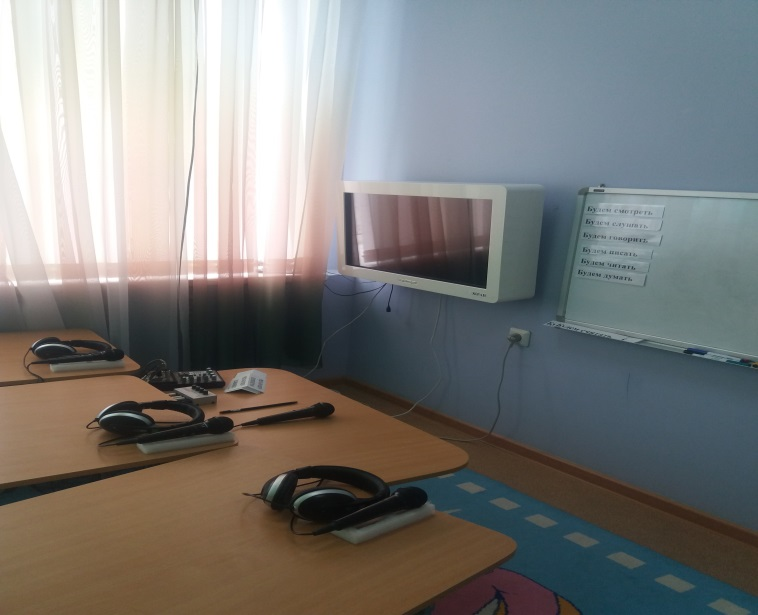 Будем смотреть
Будем слушать
Будем говорить
Будем писать
Будем читать
Будем думать